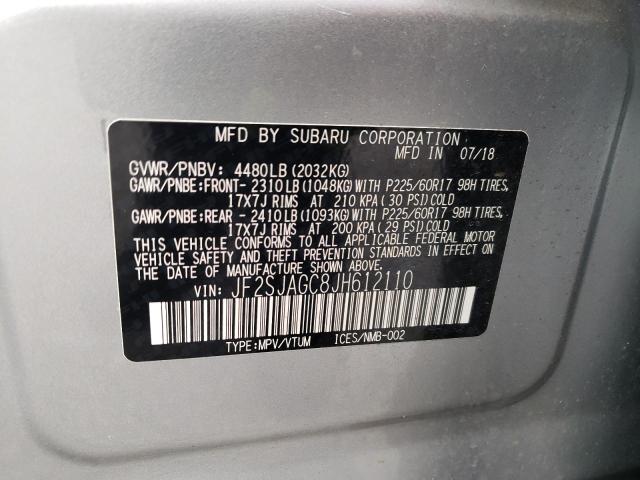 MFD BY SUBARU CORPORATION
MFD IN 07/18
GVWR/PNBV: 4480LB (2032KG)
GAWR/PNBE:FRONT- 2310LB (1048KG) WITH P225/60R17 98H TIRES,
17X7J RIMS AT 210 KPA ( 30 PSI) COLD
GAWR/PNBE:REAR - 2410LB (1093KG) WITH P225/60R17 98H TIRES,
17X7J RIMS AT 200 KPA ( 29 PSI) COLD
THIS VEHICLE CONFORMS TO ALL APPLICABLE FEDERAL MOTOR
VEHICLE SAFETY AND THEFT PREVENTION STANDARDS IN EFFECT ON
THE DATE OF MANUFACTURE SHOWN ABOVE.
VIN: JF2SJAGC8JH612110
TYPE:MPV/VTUM ICES/NMB-002